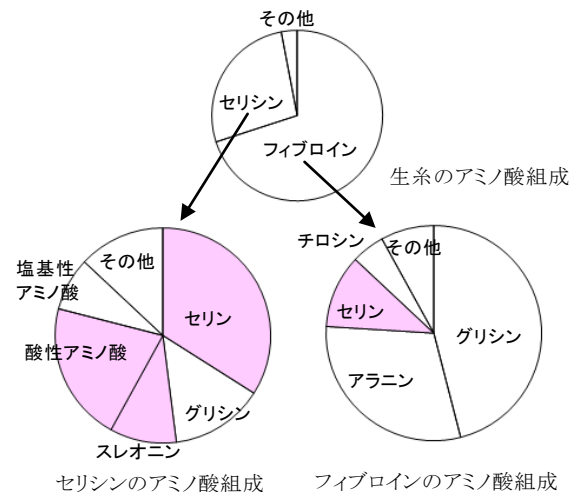 その他
セリシン
フィブロイン
生糸のアミノ酸組成
チロシン
その他
セリン
グリシン
アラニン
フィブロインのアミノ酸組成
塩基性
アミノ酸
その他
セリン
酸性アミノ酸
グリシン
スレオニン
セリシンのアミノ酸組成